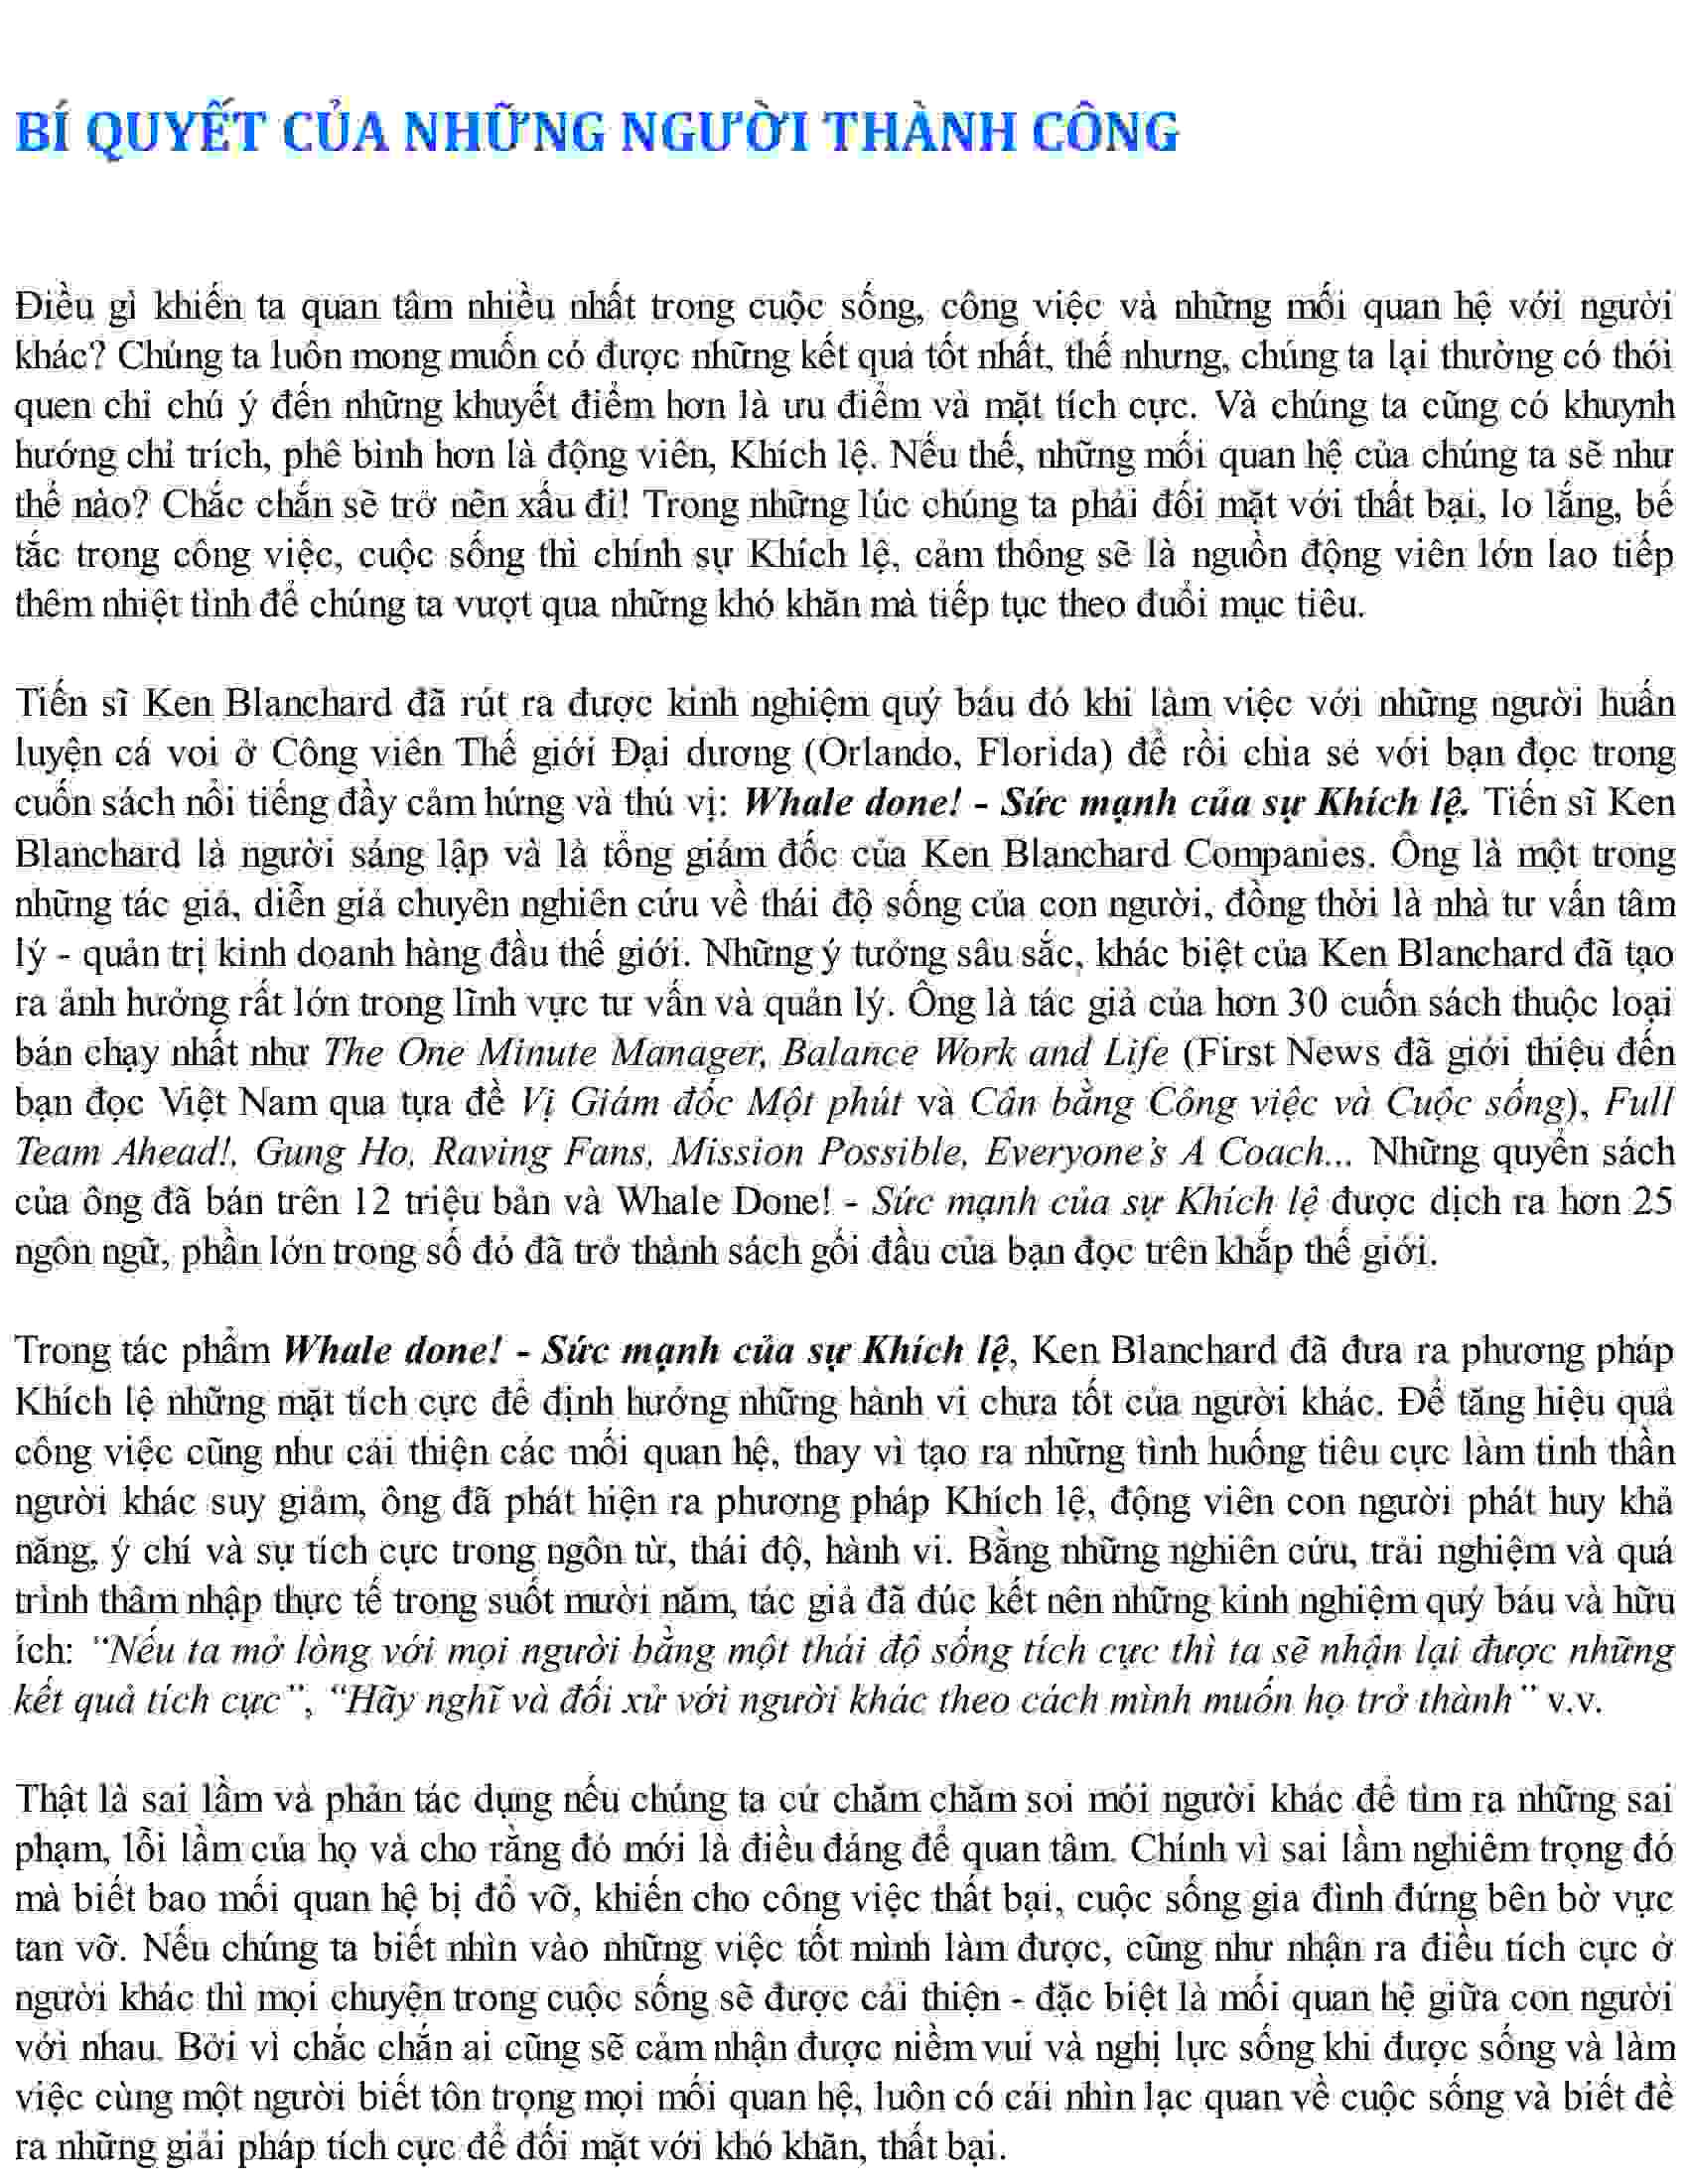 BÍ QUYẾT CỦA NHỮNG NGƯỜI THÀNH CÔNG
Điều gì khiến ta quan tâm nhiều nhất trong cuộc sống, công việc và những mối quan hệ với người
khác? Chúng ta luôn mong muốn có được những kết quả tốt nhất, thế nhưng, chúng ta lại thường có thói
quen chỉ chú ý đến những khuyết điểm hơn là ưu điểm và mặt tích cực. Và chúng ta cũng có khuynh
hướng chỉ trích, phê bình hơn là động viên, Khích lệ. Nếu thế, những mối quan hệ của chúng ta sẽ như
thế nào? Chắc chắn sẽ trở nên xấu đi! Trong những lúc chúng ta phải đối mặt với thất bại, lo lắng, bế
tắc trong công việc, cuộc sống thì chính sự Khích lệ, cảm thông sẽ là nguồn động viên lớn lao tiếp
thêm nhiệt tình để chúng ta vượt qua những khó khăn mà tiếp tục theo đuổi mục tiêu.
Tiến sĩ Ken Blanchard đã rút ra được kinh nghiệm quý báu đó khi làm việc với những người huấn
luyện cá voi ở Công viên Thế giới Đại dương (Orlando, Florida) để rồi chia sẻ với bạn đọc trong
cuốn sách nổi tiếng đầy cảm hứng và thú vị: Whale done! - Sức mạnh của sự Khích lệ. Tiến sĩ Ken
Blanchard là người sáng lập và là tổng giám đốc của Ken Blanchard Companies. Ông là một trong
những tác giả, diễn giả chuyên nghiên cứu về thái độ sống của con người, đồng thời là nhà tư vấn tâm
lý - quản trị kinh doanh hàng đầu thế giới. Những ý tưởng sâu sắc, khác biệt của Ken Blanchard đã tạo
ra ảnh hưởng rất lớn trong lĩnh vực tư vấn và quản lý. Ông là tác giả của hơn 30 cuốn sách thuộc loại
bán chạy nhất như The One Minute Manager, Balance Work and Life (First News đã giới thiệu đến
bạn đọc Việt Nam qua tựa đề Vị Giám đốc Một phút và Cân bằng Công việc và Cuộc sống), Full
Team Ahead!, Gung Ho, Raving Fans, Mission Possible, Everyone's A Coach... Những quyển sách
của ông đã bán trên 12 triệu bản và Whale Done! - Sức mạnh của sự Khích lệ được dịch ra hơn 25
ngôn ngữ, phần lớn trong số đó đã trở thành sách gối đầu của bạn đọc trên khắp thế giới.
Trong tác phẩm Whale done! - Sức mạnh của sự Khích lệ, Ken Blanchard đã đưa ra phương pháp
Khích lệ những mặt tích cực để định hướng những hành vi chưa tốt của người khác. Để tăng hiệu quả
công việc cũng như cải thiện các mối quan hệ, thay vì tạo ra những tình huống tiêu cực làm tinh thần
người khác suy giảm, ông đã phát hiện ra phương pháp Khích lệ, động viên con người phát huy khả
năng, ý chí và sự tích cực trong ngôn từ, thái độ, hành vi. Bằng những nghiên cứu, trải nghiệm và quá
trình thâm nhập thực tế trong suốt mười năm, tác giả đã đúc kết nên những kinh nghiệm quý báu và hữu
ích: “Nếu ta mở lòng với mọi người bằng một thái độ sống tích cực thì ta sẽ nhận lại được những
kết quả tích cực”, “Hãy nghĩ và đối xử với người khác theo cách mình muốn họ trở thành” v.v.
Thật là sai lầm và phản tác dụng nếu chúng ta cứ chăm chăm soi mói người khác để tìm ra những sai
phạm, lỗi lầm của họ và cho rằng đó mới là điều đáng để quan tâm. Chính vì sai lầm nghiêm trọng đó
mà biết bao mối quan hệ bị đổ vỡ, khiến cho công việc thất bại, cuộc sống gia đình đứng bên bờ vực
tan vỡ. Nếu chúng ta biết nhìn vào những việc tốt mình làm được, cũng như nhận ra điều tích cực ở
người khác thì mọi chuyện trong cuộc sống sẽ được cải thiện - đặc biệt là mối quan hệ giữa con người
với nhau. Bởi vì chắc chắn ai cũng sẽ cảm nhận được niềm vui và nghị lực sống khi được sống và làm
việc cùng một người biết tôn trọng mọi mối quan hệ, luôn có cái nhìn lạc quan về cuộc sống và biết đề
ra những giải pháp tích cực để đối mặt với khó khăn, thất bại.